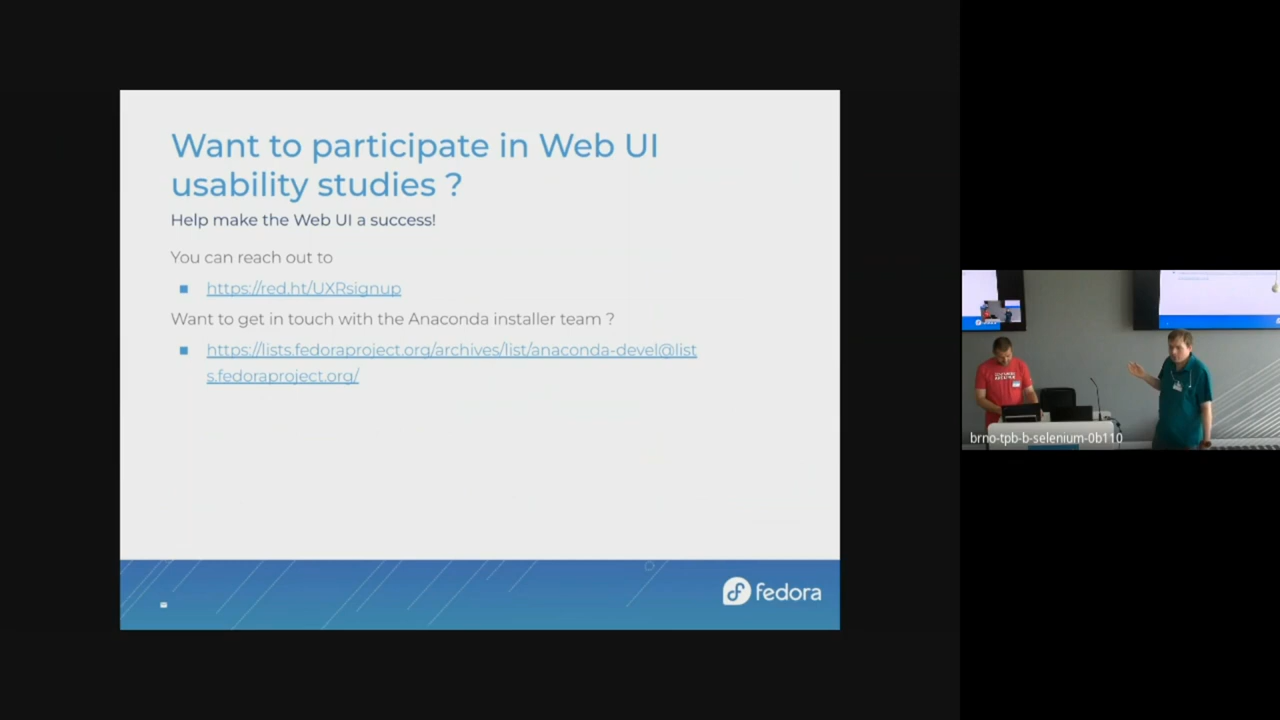 Want to participate in Web UI
usability studies ?
Help make the Web UI a success!
You can reach out to
https://red.ht/UXRsignup
Want to get in touch with the Anaconda installer team ?
https://lists.fedoraproject.org/archives/list/anaconda-devel@list
s.fedoraproject.org/
fedora
brno-tpb-b-selenium-0b110